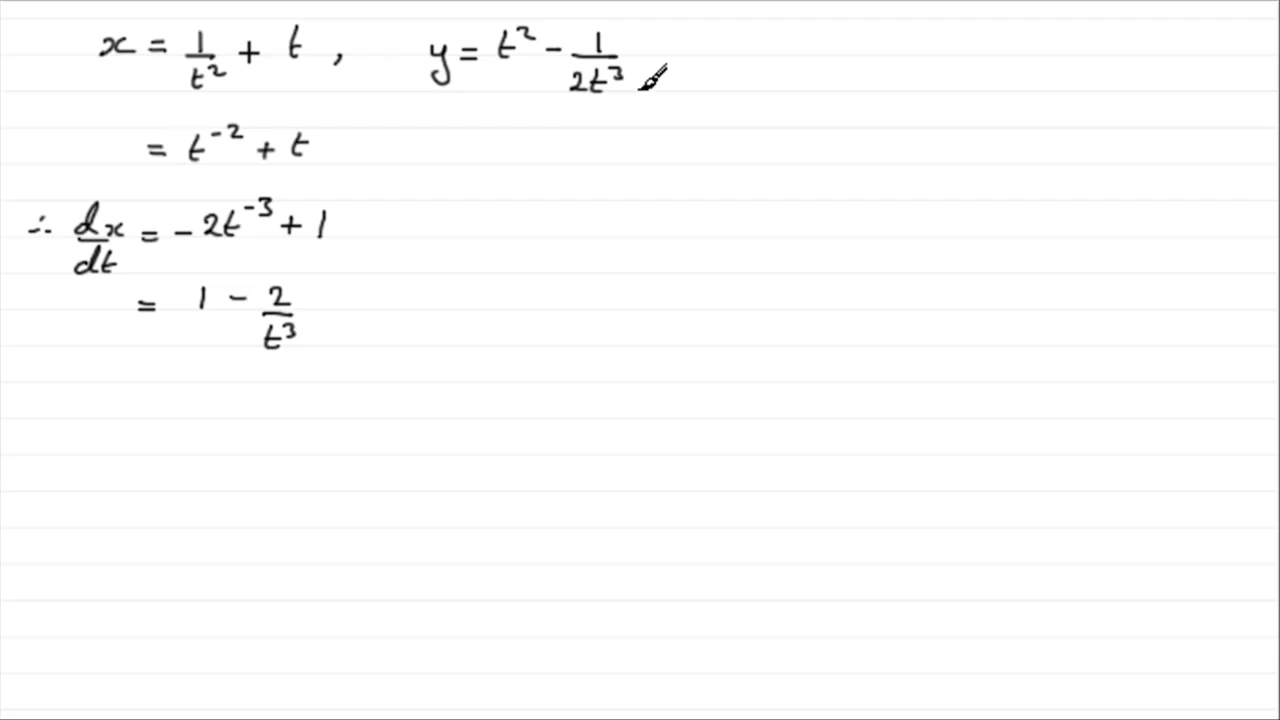 x = 1/t² + t , y = t² - 1/2t³
= t⁻² + t
∴ dx/dt = -2t⁻³ + 1
= 1 - 2/t³